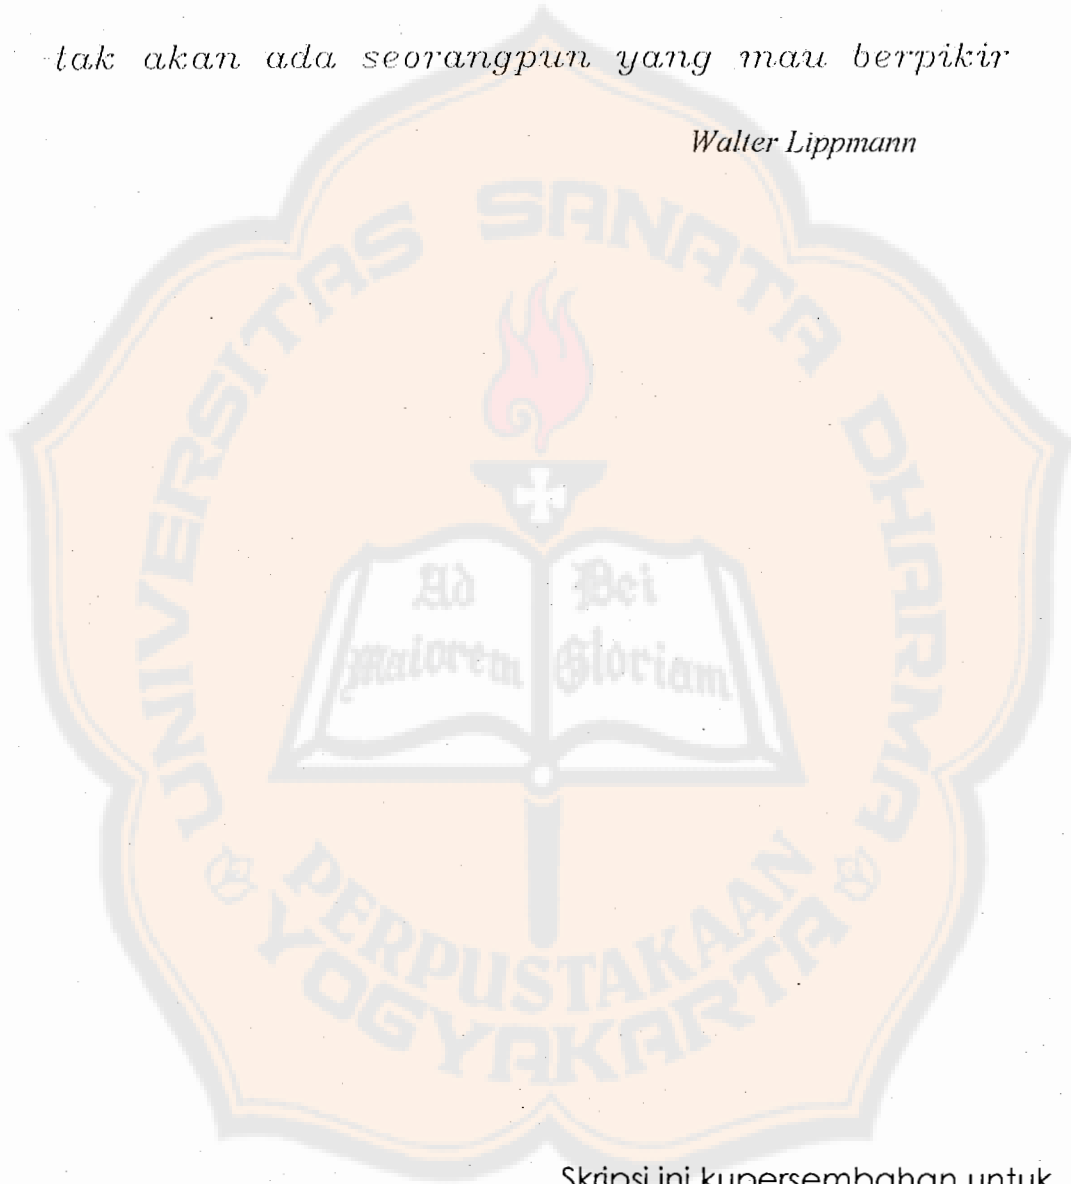 tak akan ada seorangpun yang mau berpikir
Walter Lippmann
UNIVERSITAS SANATA DHARMA
Ad Dei
Maiorem Gloriam
PERPUSTAKAAN
YOGYAKARTA
Skripsi ini kupersembahan untuk